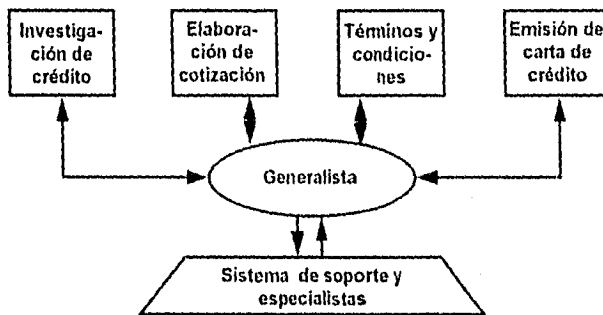 Investiga-
ción de
crédito
Elabora-
ción de
cotización
Términos y
condicio-
nes
Emisión de
carta de
crédito
Generalista
Sistema de soporte y
especialistas